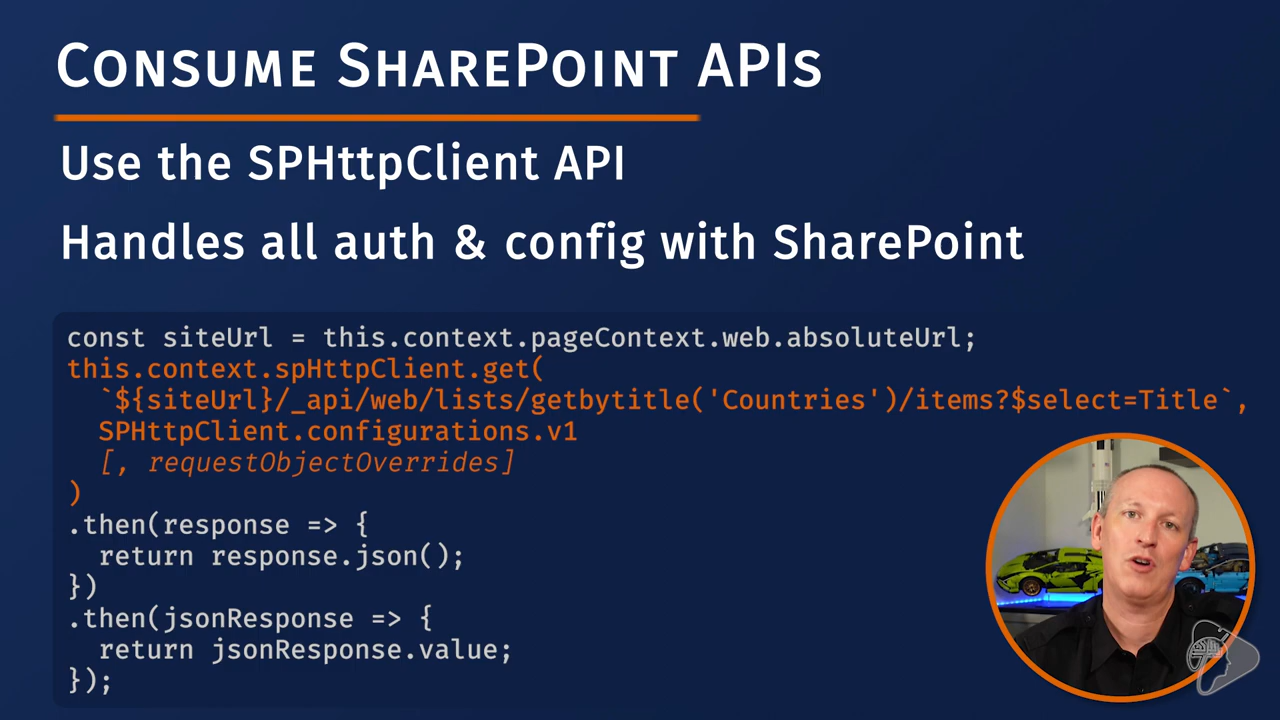 Consume SharePoint APIs
Use the SPHttpClient API
Handles all auth & config with SharePoint
const siteUrl = this.context.pageContext.web.absoluteUrl;
this.context.spHttpClient.get(
  `${siteUrl}/_api/web/lists/getbytitle('Countries')/items?$select=Title`,
  SPHttpClient.configurations.v1
  [, requestObjectOverrides]
)
.then(response => {
  return response.json();
})
.then(jsonResponse => {
  return jsonResponse.value;
});